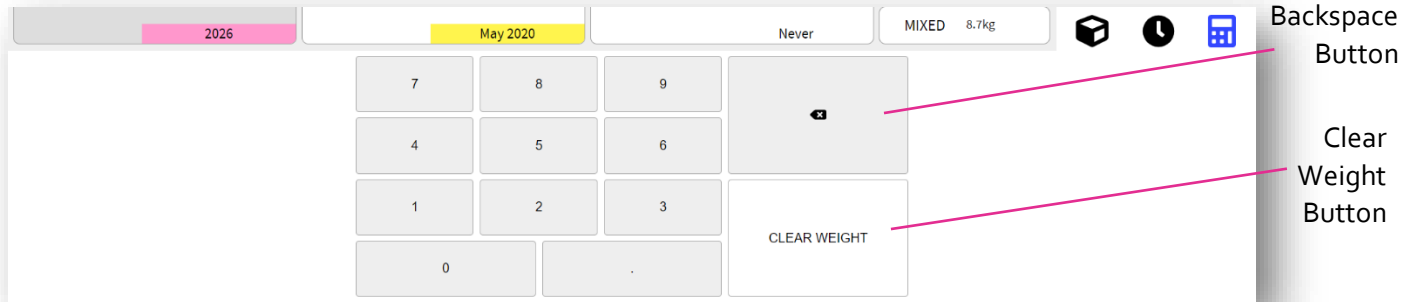 2026
May 2020
Never
MIXED 8.7kg
Backspace
Button
7 8 9
4 5 6
Clear
Weight
Button
1 2 3
CLEAR WEIGHT
0 .